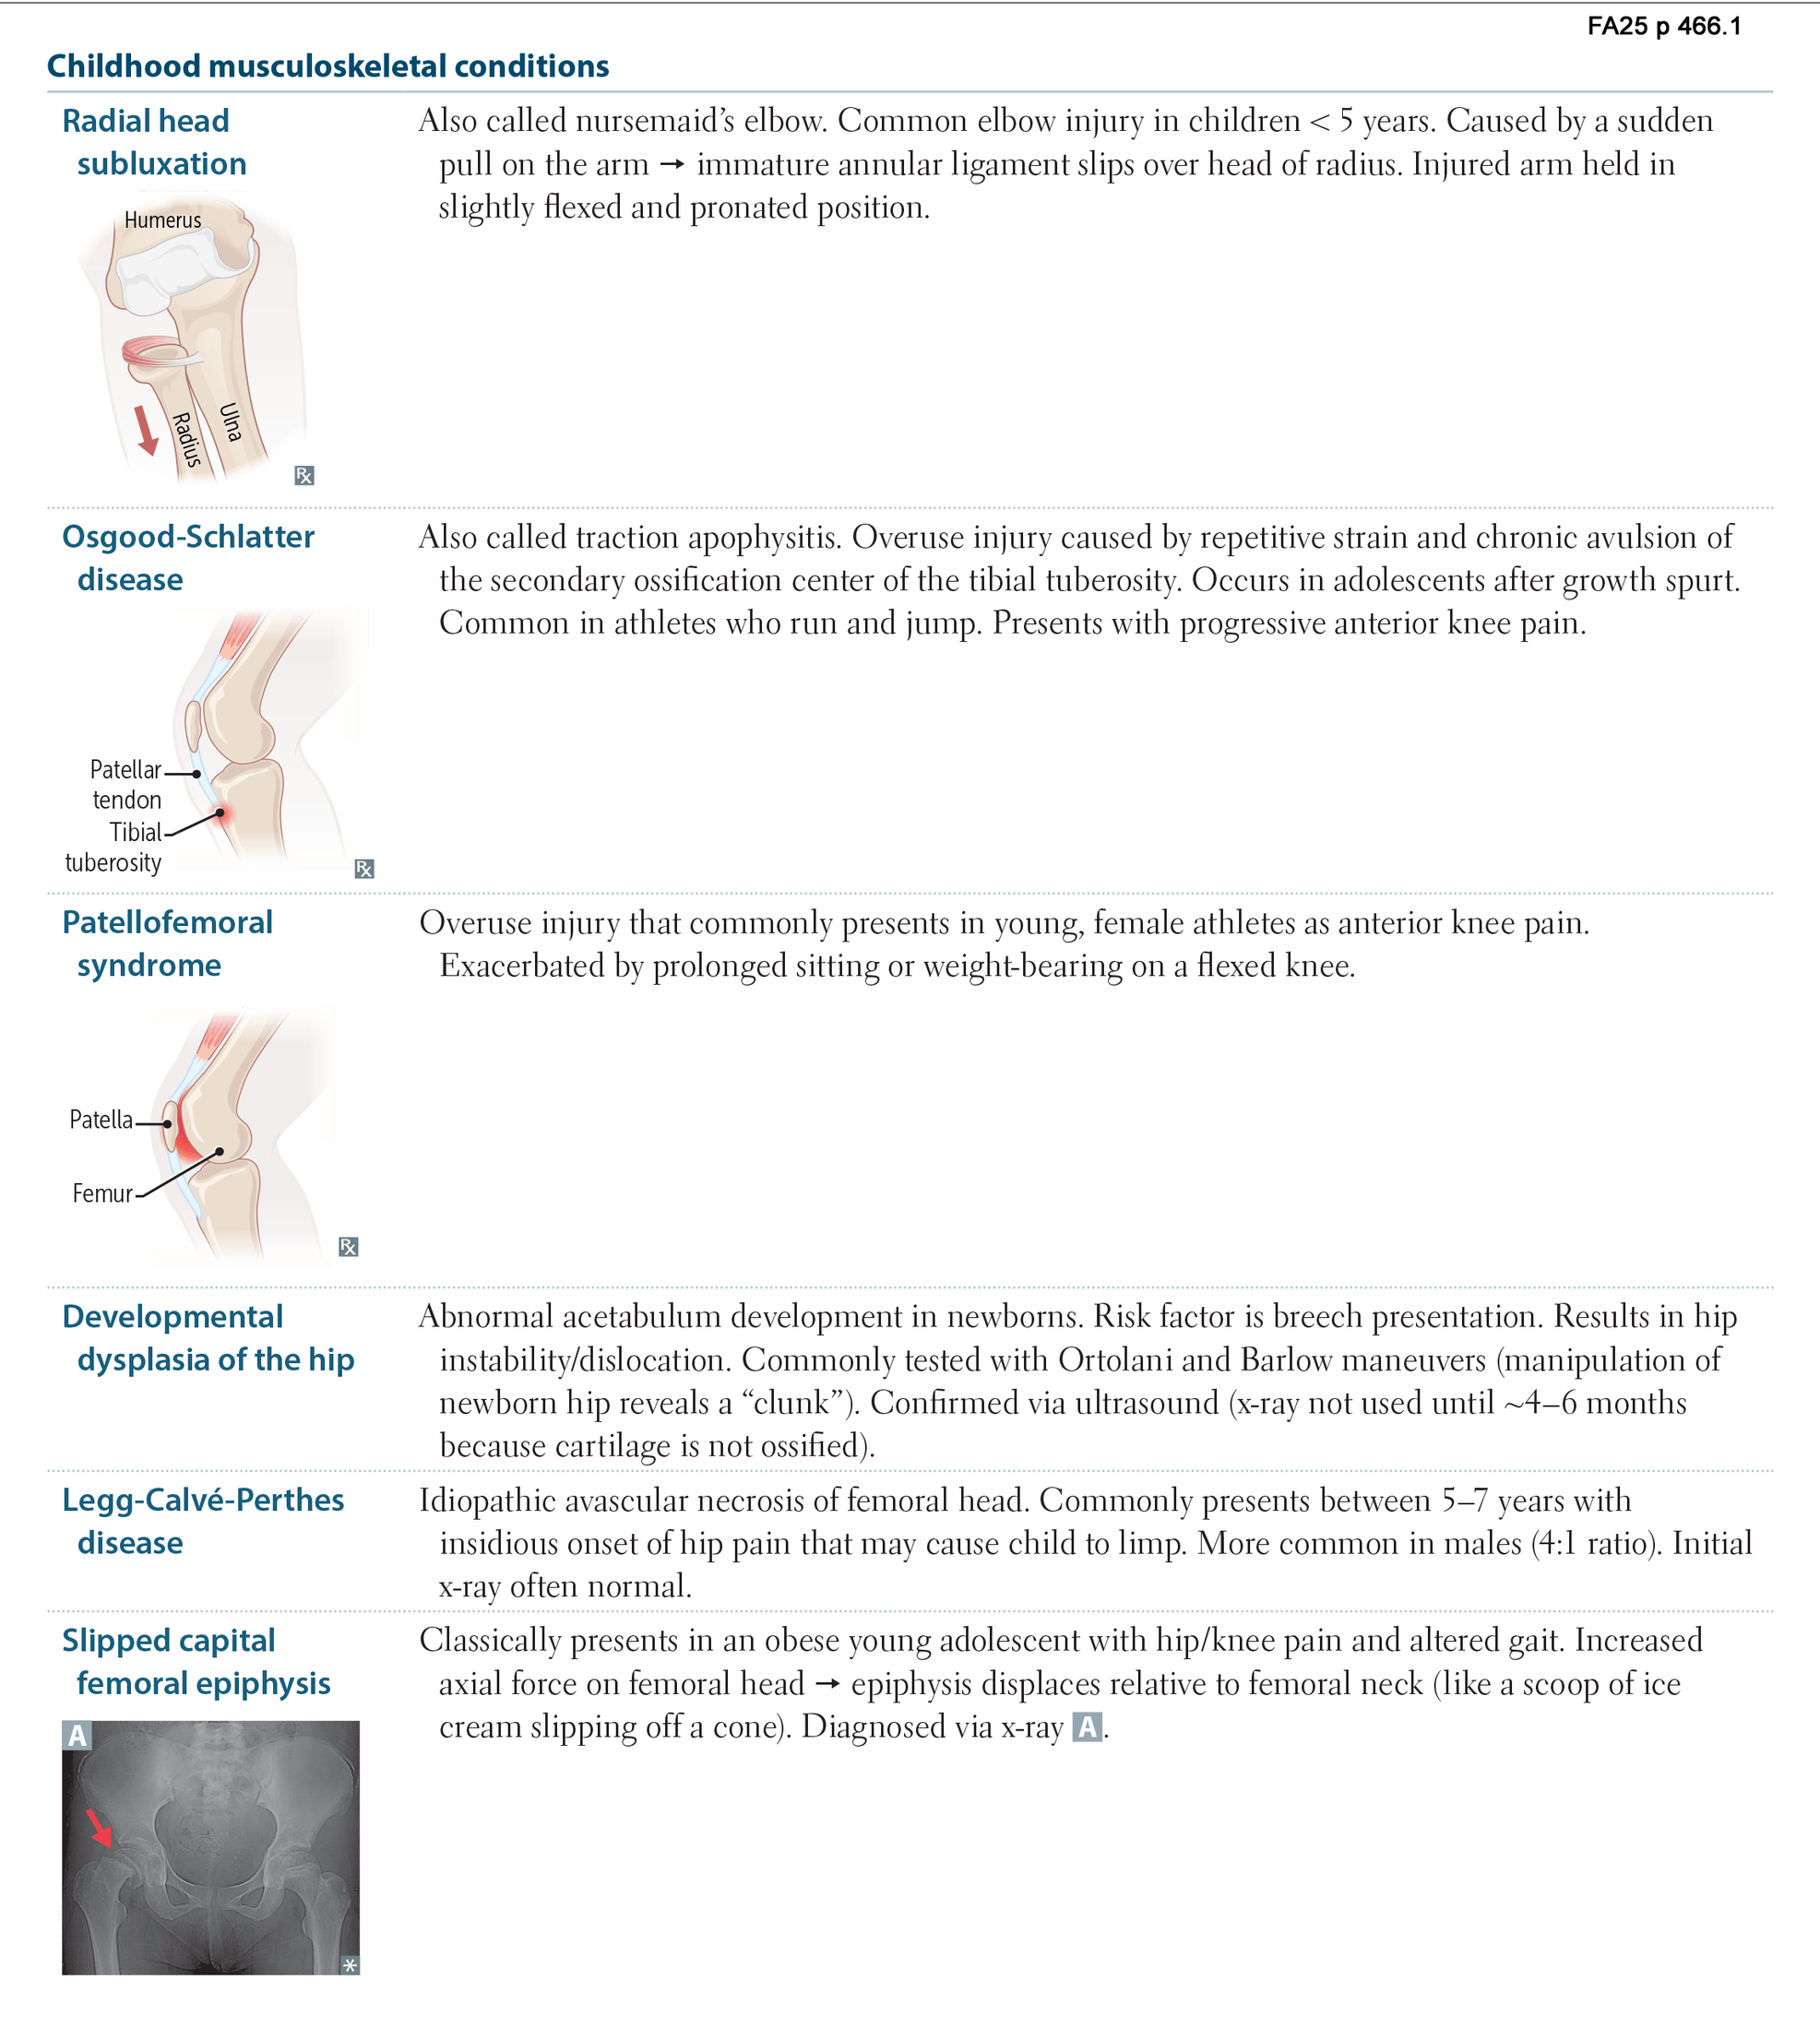 FA25 p 466.1
Childhood musculoskeletal conditions
Radial head
subluxation
Also called nursemaid’s elbow. Common elbow injury in children < 5 years. Caused by a sudden
pull on the arm → immature annular ligament slips over head of radius. Injured arm held in
slightly flexed and pronated position.
Humerus
Radius
Ulna
Rx
Osgood-Schlatter
disease
Also called traction apophysitis. Overuse injury caused by repetitive strain and chronic avulsion of
the secondary ossification center of the tibial tuberosity. Occurs in adolescents after growth spurt.
Common in athletes who run and jump. Presents with progressive anterior knee pain.
Patellar
tendon
Tibial
tuberosity
Rx
Patellofemoral
syndrome
Overuse injury that commonly presents in young, female athletes as anterior knee pain.
Exacerbated by prolonged sitting or weight-bearing on a flexed knee.
Patella
Femur
Rx
Developmental
dysplasia of the hip
Abnormal acetabulum development in newborns. Risk factor is breech presentation. Results in hip
instability/dislocation. Commonly tested with Ortolani and Barlow maneuvers (manipulation of
newborn hip reveals a “clunk”). Confirmed via ultrasound (x-ray not used until ~4–6 months
because cartilage is not ossified).
Legg-Calvé-Perthes
disease
Idiopathic avascular necrosis of femoral head. Commonly presents between 5–7 years with
insidious onset of hip pain that may cause child to limp. More common in males (4:1 ratio). Initial
x-ray often normal.
Slipped capital
femoral epiphysis
Classically presents in an obese young adolescent with hip/knee pain and altered gait. Increased
axial force on femoral head → epiphysis displaces relative to femoral neck (like a scoop of ice
cream slipping off a cone). Diagnosed via x-ray A.
A
*